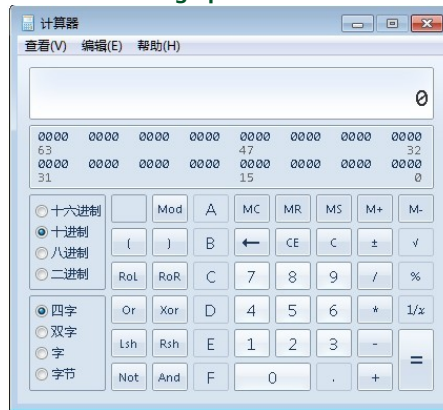 计算器
查看(V) 编辑(E) 帮助(H)
0
0000 0000 0000 0000 0000 0000 0000 0000
63 47 32
0000 0000 0000 0000 0000 0000 0000 0000
31 15 0
十六进制 Mod A MC MR MS M+ M-
十进制 ( ) B ← CE C ± √
八进制
二进制 RoL RoR C 7 8 9 / %
四字 Or Xor D 4 5 6 * 1/x
双字
字 Lsh Rsh E 1 2 3 - =
字节 Not And F 0 . +